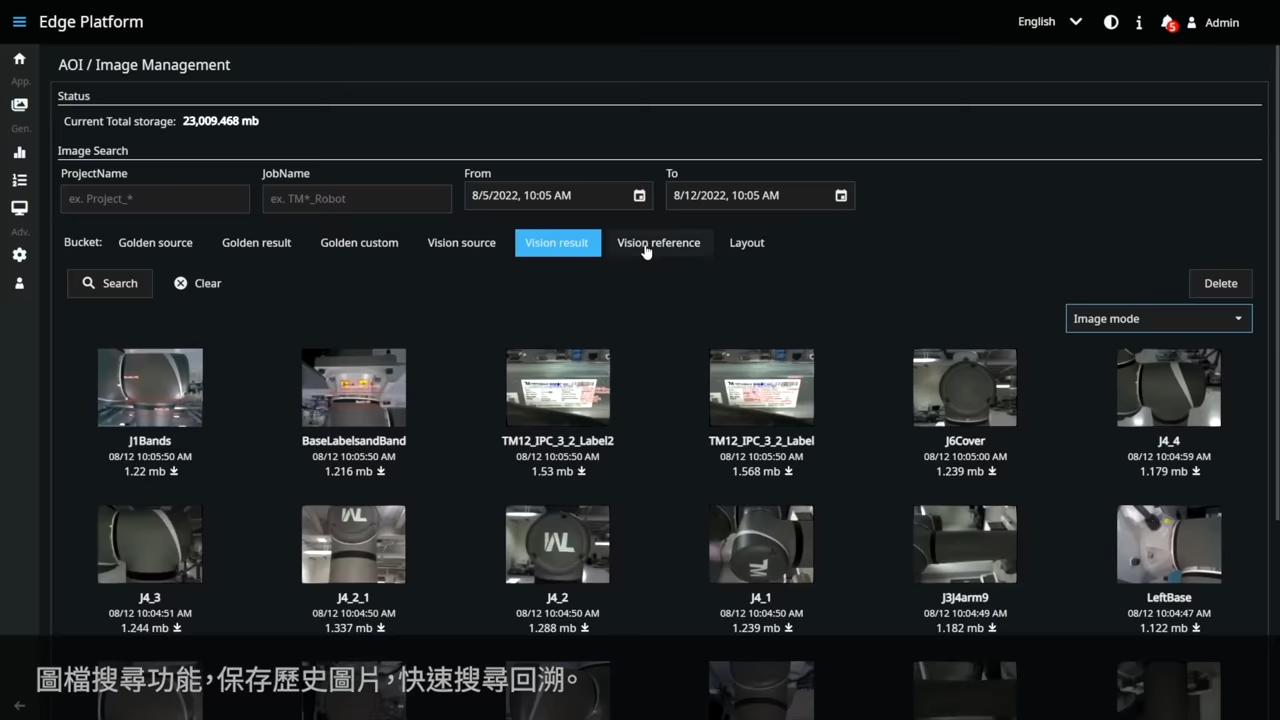 Edge Platform
English
5
Admin
AOI / Image Management
App.
Gen.
Adv.
Status
Current Total storage: 23,009.468 mb
Image Search
ProjectName
JobName
From
To
ex. Project_*
ex. TM*_Robot
8/5/2022, 10:05 AM
8/12/2022, 10:05 AM
Bucket: Golden source Golden result Golden custom Vision source Vision result Vision reference Layout
Search Clear Delete
Image mode
J1Bands BaseLabelsandBand TM12_IPC_3_2_Label2 TM12_IPC_3_2_Label J6Cover J4_4
08/12 10:05:50 AM 08/12 10:05:50 AM 08/12 10:05:50 AM 08/12 10:05:50 AM 08/12 10:05:00 AM 08/12 10:04:59 AM
1.22 mb 1.216 mb 1.53 mb 1.568 mb 1.239 mb 1.179 mb
J4_3 J4_2_1 J4_2 J4_1 J3J4arm9 LeftBase
08/12 10:04:51 AM 08/12 10:04:50 AM 08/12 10:04:50 AM 08/12 10:04:50 AM 08/12 10:04:49 AM 08/12 10:04:47 AM
1.244 mb 1.337 mb 1.288 mb 1.239 mb 1.182 mb 1.122 mb
圖檔搜尋功能，保存歷史圖片，快速搜尋回溯。